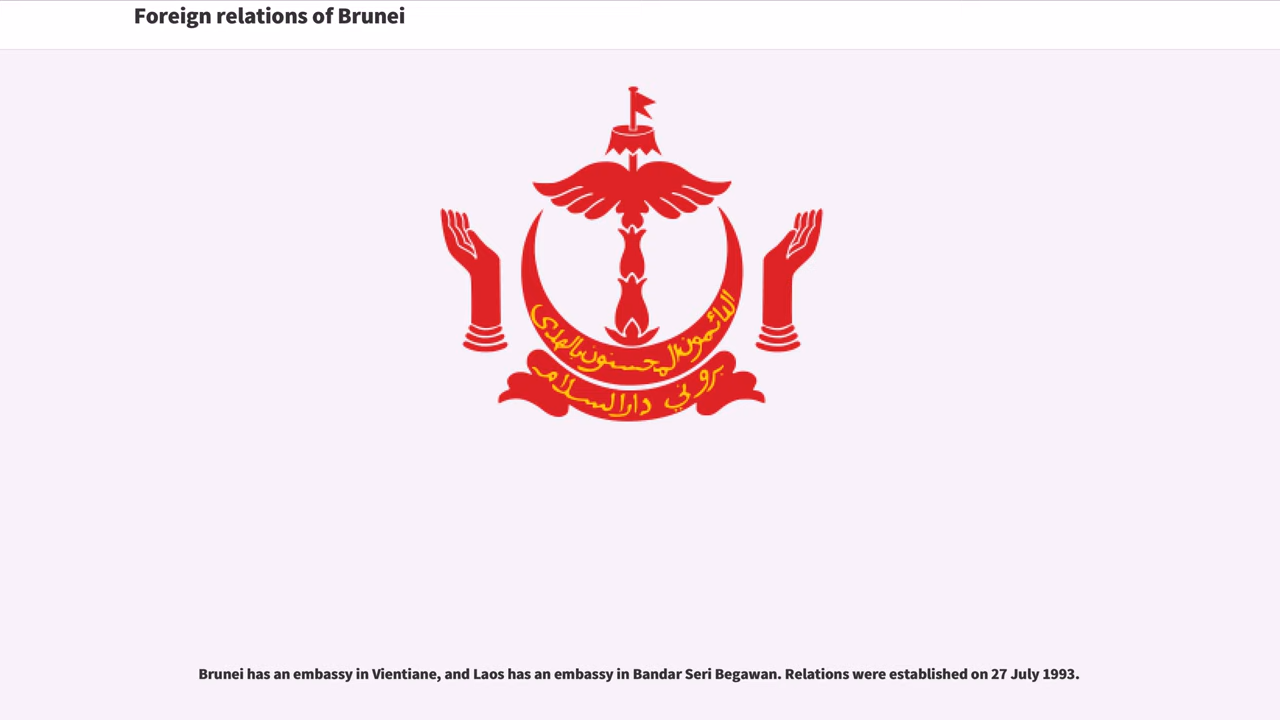 Foreign relations of Brunei
الدائمون المحسنون بالهدى
بروني دارالسلام
Brunei has an embassy in Vientiane, and Laos has an embassy in Bandar Seri Begawan. Relations were established on 27 July 1993.